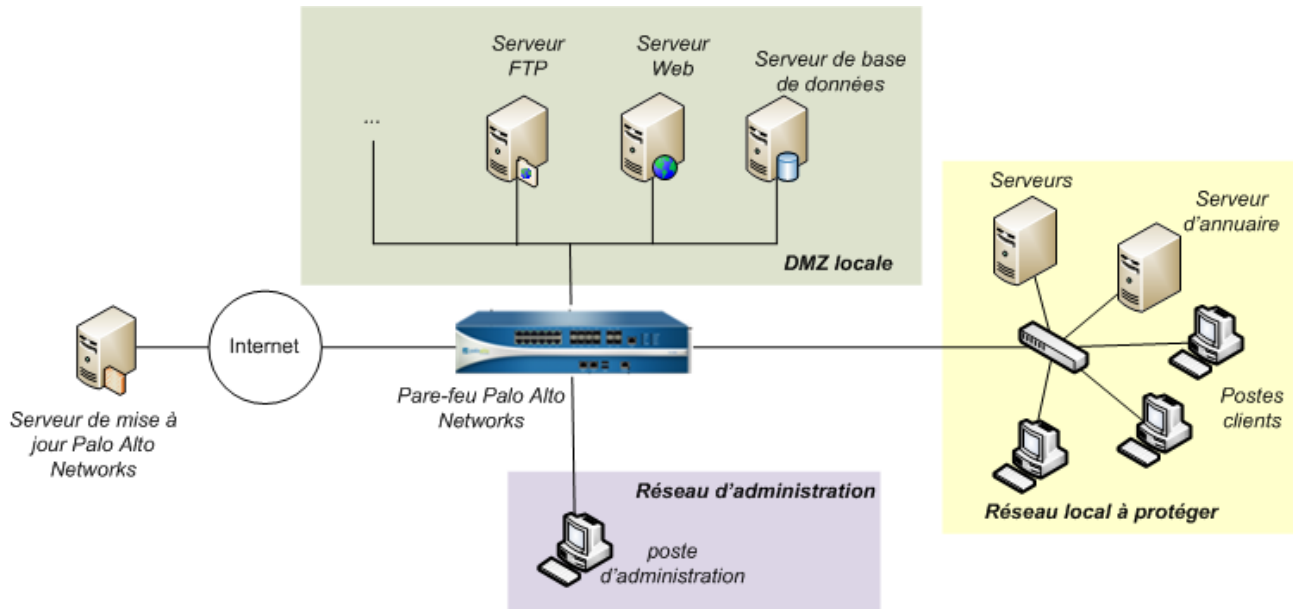 Serveur
FTP
Serveur
Web
Serveur de base
de données
...
DMZ locale
Serveurs
Serveur
d'annuaire
Internet
Pare-feu Palo Alto
Networks
Serveur de mise à
jour Palo Alto
Networks
Postes
clients
Réseau local à protéger
Réseau d'administration
poste
d'administration